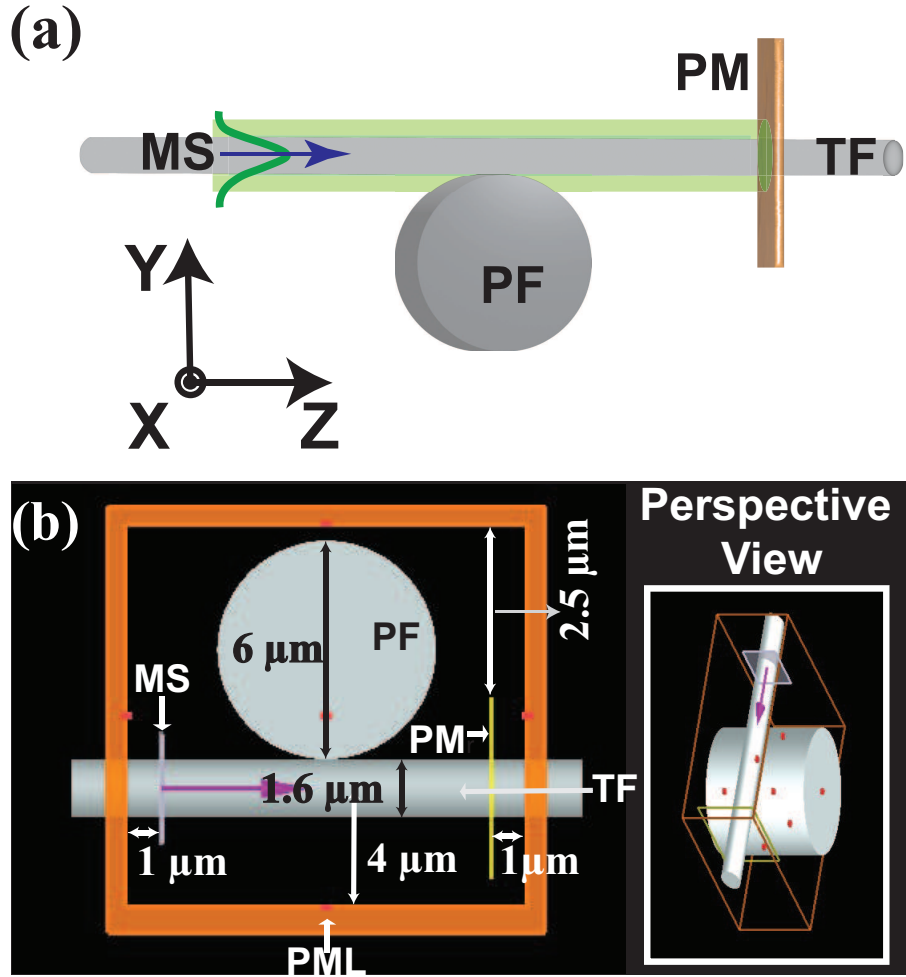 (a)
PM
MS
TF
PF
Y
X
Z
(b)
Perspective
View
2.5 μm
6 μm
PF
MS
PM
1.6 μm
TF
1 μm
4 μm
1μm
PML